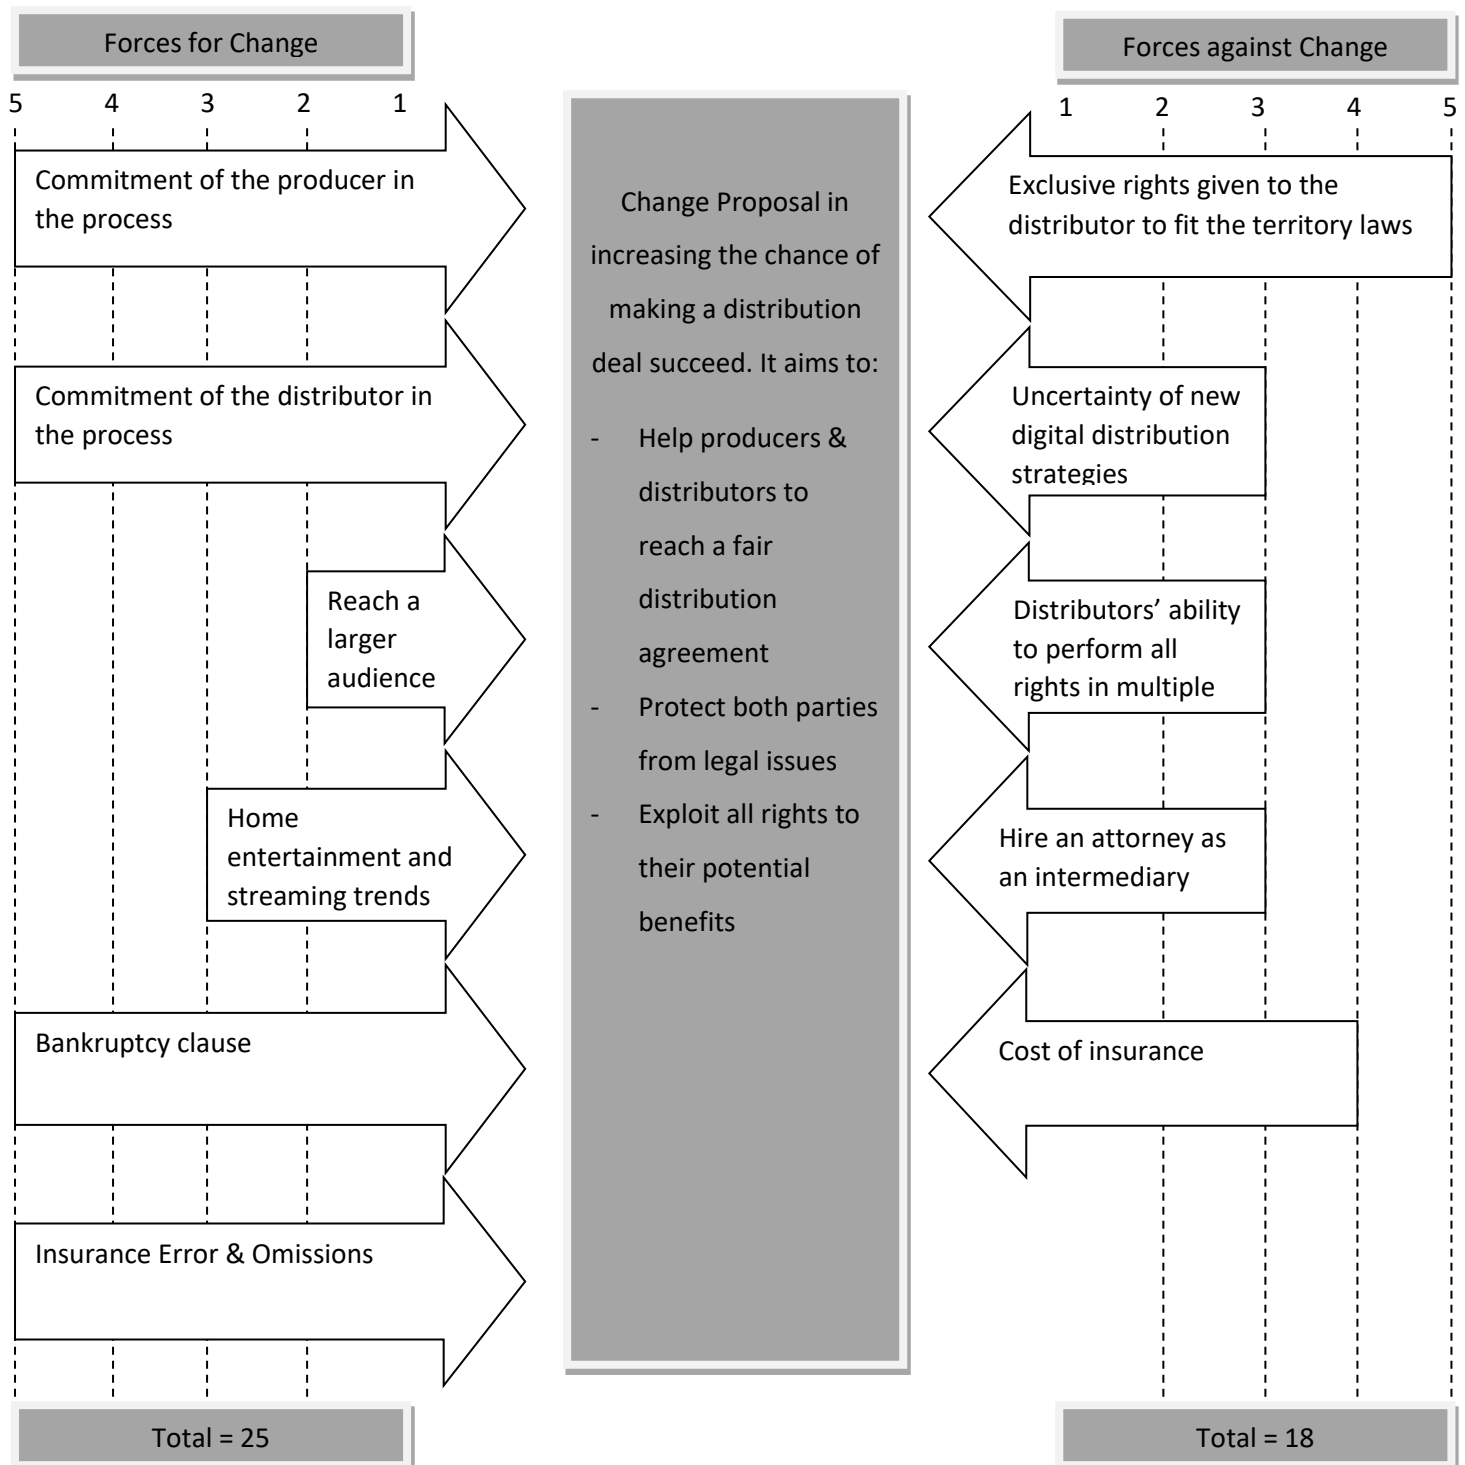 Forces for Change
5 4 3 2 1
Commitment of the producer in
the process
Commitment of the distributor in
the process
Reach a
larger
audience
Home
entertainment and
streaming trends
Bankruptcy clause
Insurance Error & Omissions
Total = 25
Change Proposal in
increasing the chance of
making a distribution
deal succeed. It aims to:
- Help producers &
distributors to
reach a fair
distribution
agreement
- Protect both parties
from legal issues
- Exploit all rights to
their potential
benefits
Forces against Change
1 2 3 4 5
Exclusive rights given to the
distributor to fit the territory laws
Uncertainty of new
digital distribution
strategies
Distributors’ ability
to perform all
rights in multiple
Hire an attorney as
an intermediary
Cost of insurance
Total = 18